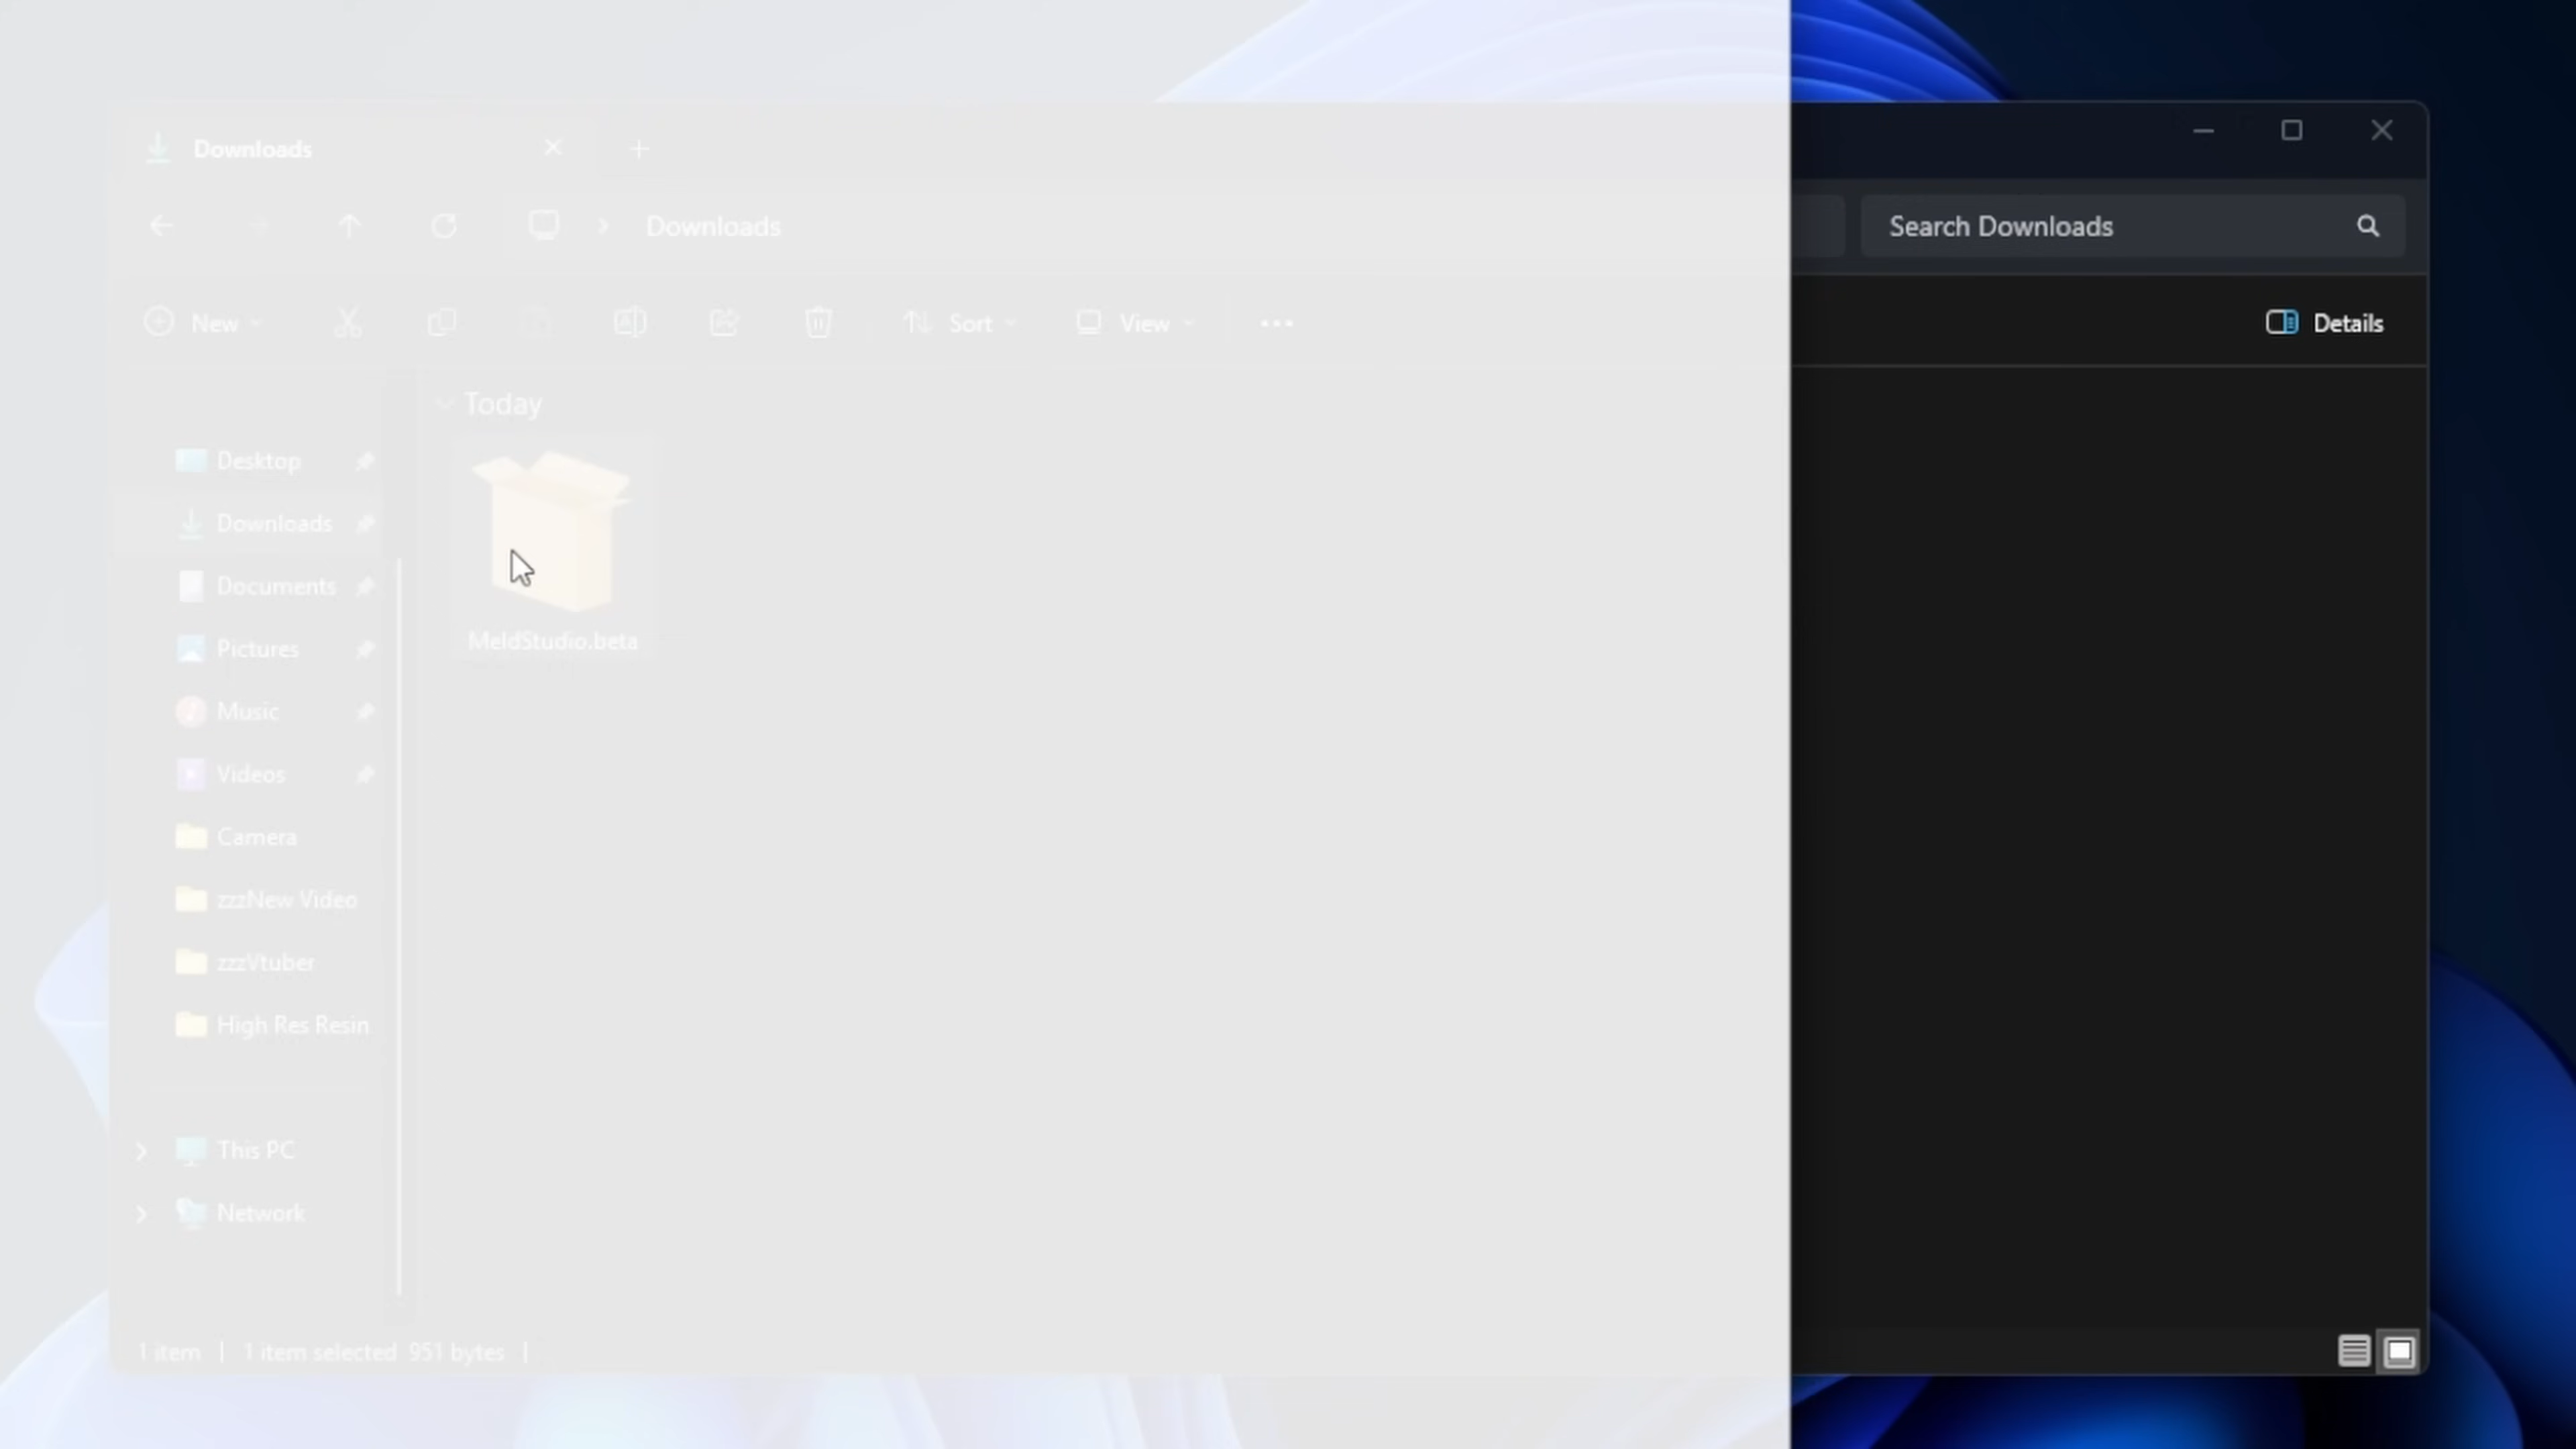 Downloads
Downloads
Search Downloads
New
Sort
View
Details
Today
MeldStudio.beta
Desktop
Downloads
Documents
Pictures
Music
Videos
Camera
zzzNew Video
zzzVtuber
High Res Resin
This PC
Network
1 item | 1 item selected 951 bytes |